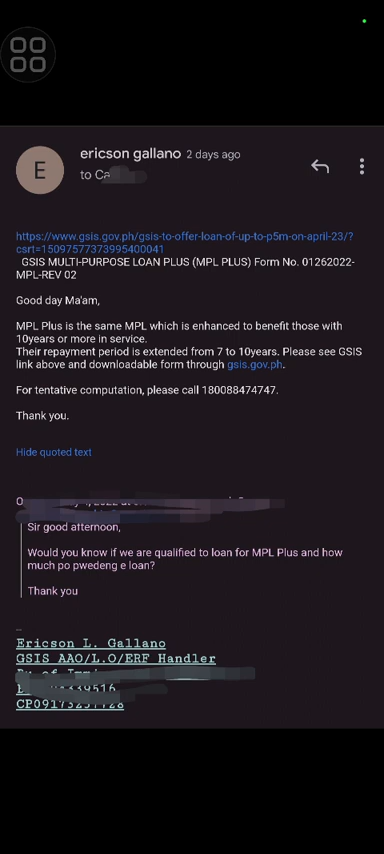 E
ericson gallano 2 days ago
to Ca
https://www.gsis.gov.ph/gsis-to-offer-loan-of-up-to-p5m-on-april-23/?
csrt=15097577373995400041
GSIS MULTI-PURPOSE LOAN PLUS (MPL PLUS) Form No. 01262022-
MPL-REV 02
Good day Ma'am,
MPL Plus is the same MPL which is enhanced to benefit those with
10years or more in service.
Their repayment period is extended from 7 to 10years. Please see GSIS
link above and downloadable form through gsis.gov.ph.
For tentative computation, please call 180088474747.
Thank you.
Hide quoted text
Sir good afternoon,
Would you know if we are qualified to loan for MPL Plus and how
much po pwedeng e loan?
Thank you
--
Ericson L. Gallano
GSIS AAO/L.O/ERF Handler